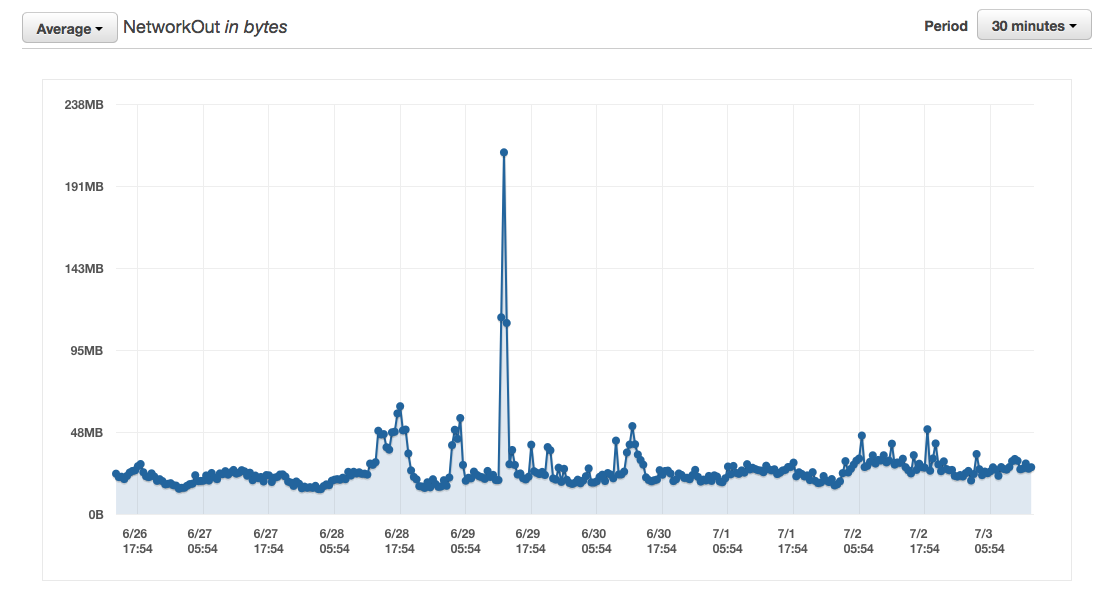 Average NetworkOut in bytes Period 30 minutes
238MB
191MB
143MB
95MB
48MB
0B
6/26 6/27 6/27 6/28 6/28 6/29 6/29 6/30 6/30 7/1 7/1 7/2 7/2 7/3
17:54 05:54 17:54 05:54 17:54 05:54 17:54 05:54 17:54 05:54 17:54 05:54 17:54 05:54